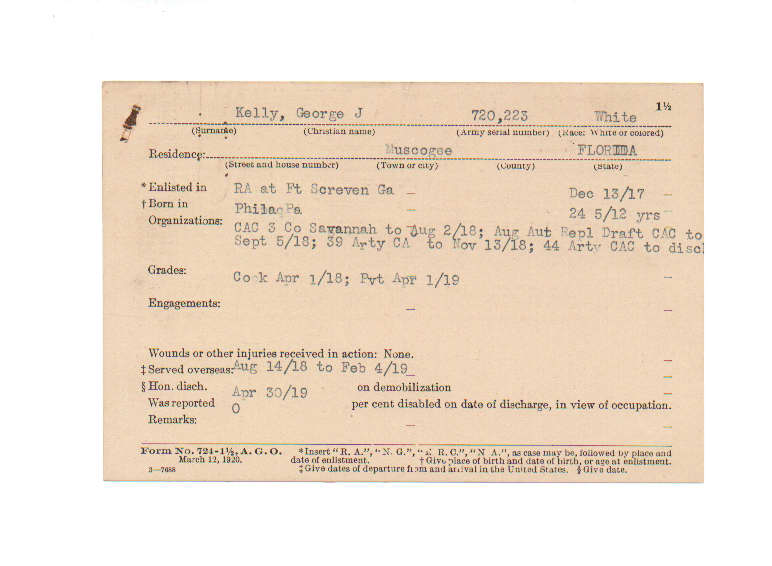 Kelly, George J 720,223 White 1½
(Surname) (Christian name) (Army serial number) (Race: White or colored)
Residence: Muscogee FLORIDA
(Street and house number) (Town or city) (County) (State)
* Enlisted in RA at Ft Screven Ga Dec 13/17
† Born in Phila Pa 24 5/12 yrs
Organizations: CAC 3 Co Savannah to Aug 2/18; Aug Aut Repl Draft CAC to
Sept 5/18; 39 Arty CA to Nov 13/18; 44 Arty CAC to discl
Grades: Cook Apr 1/18; Pvt Apr 1/19
Engagements: —
Wounds or other injuries received in action: None.
‡ Served overseas: Aug 14/18 to Feb 4/19
§ Hon. disch. Apr 30/19 on demobilization
Was reported 0 per cent disabled on date of discharge, in view of occupation.
Remarks: —
Form No. 724-1½, A. G. O. * Insert "R. A.", "N. G.", "E. R. C.", "N A.", as case may be, followed by place and
March 12, 1920. date of enlistment. † Give place of birth and date of birth, or age at enlistment.
3—7688 ‡ Give dates of departure from and arrival in the United States. § Give date.